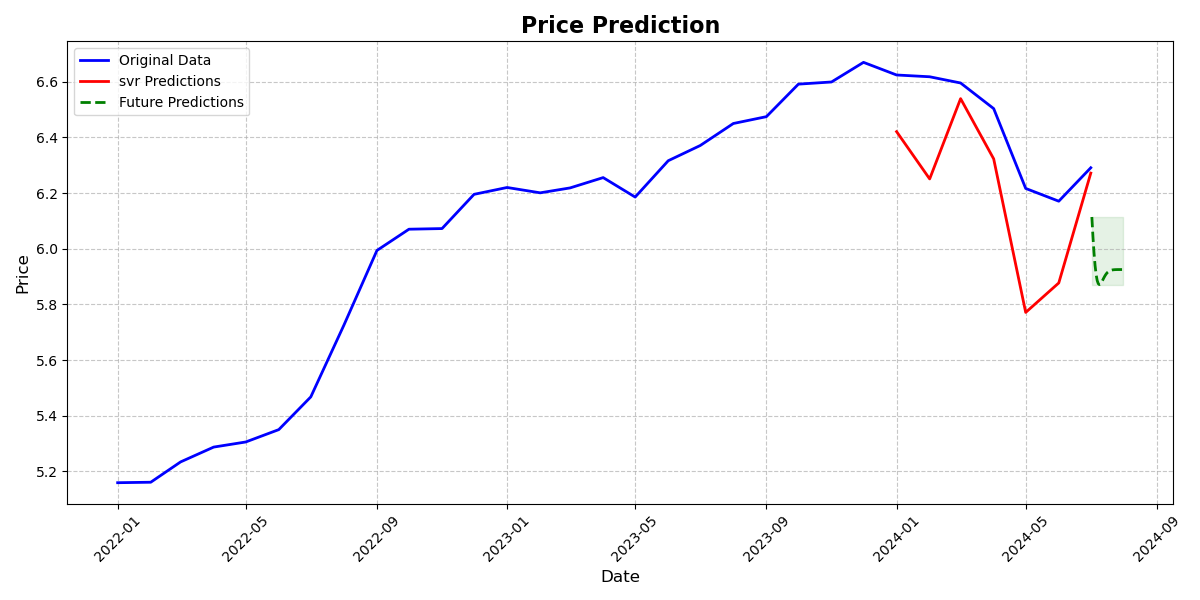 Price Prediction
Original Data
svr Predictions
Future Predictions
Price
6.6
6.4
6.2
6.0
5.8
5.6
5.4
5.2
2022-01
2022-05
2022-09
2023-01
2023-05
2023-09
2024-01
2024-05
2024-09
Date